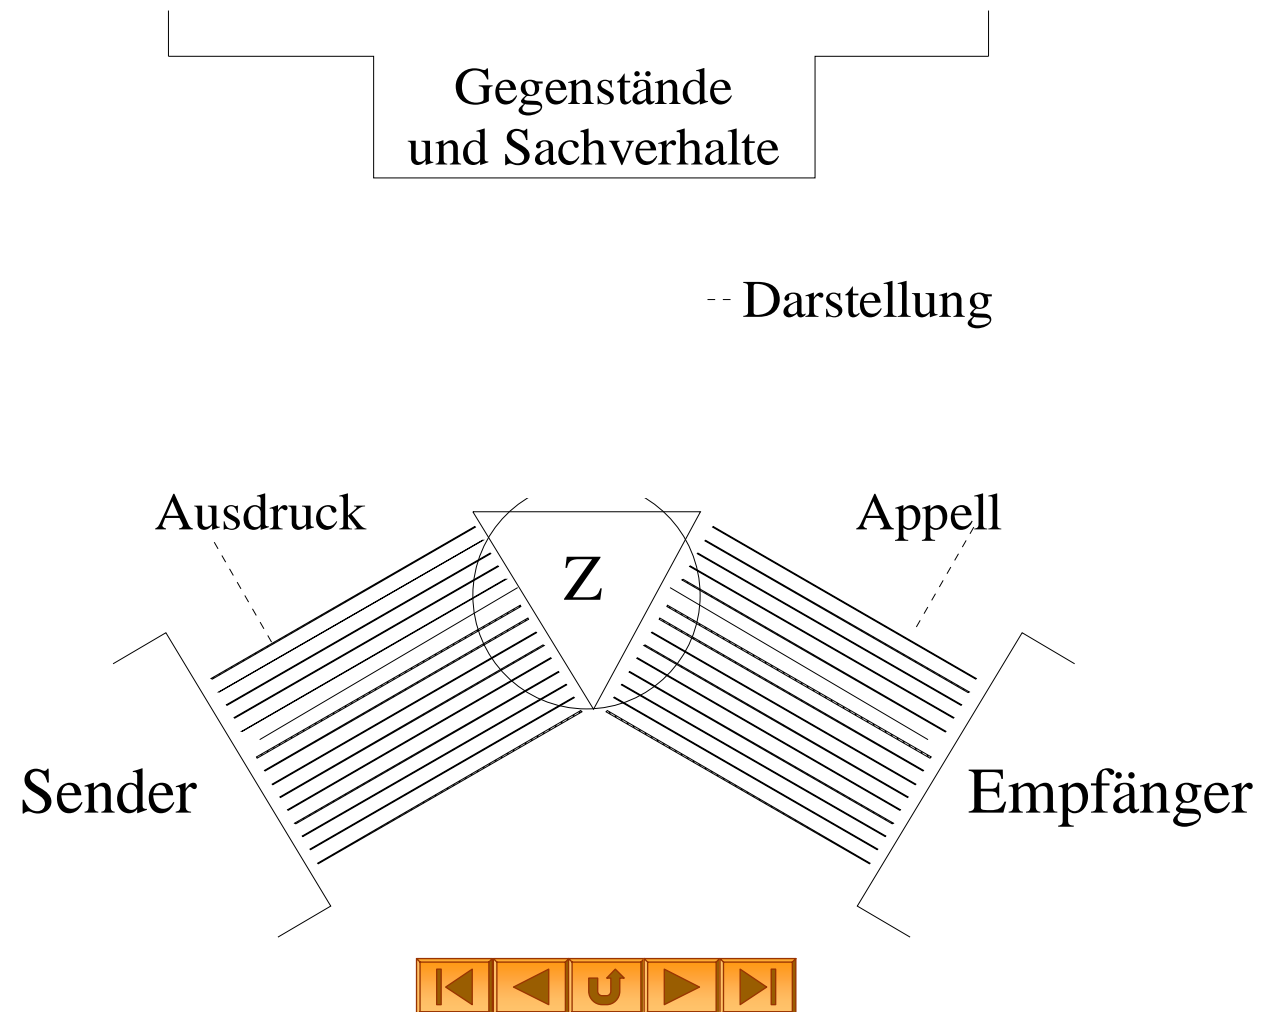 Gegenstände
und Sachverhalte
Darstellung
Ausdruck
Appell
Z
Sender
Empfänger